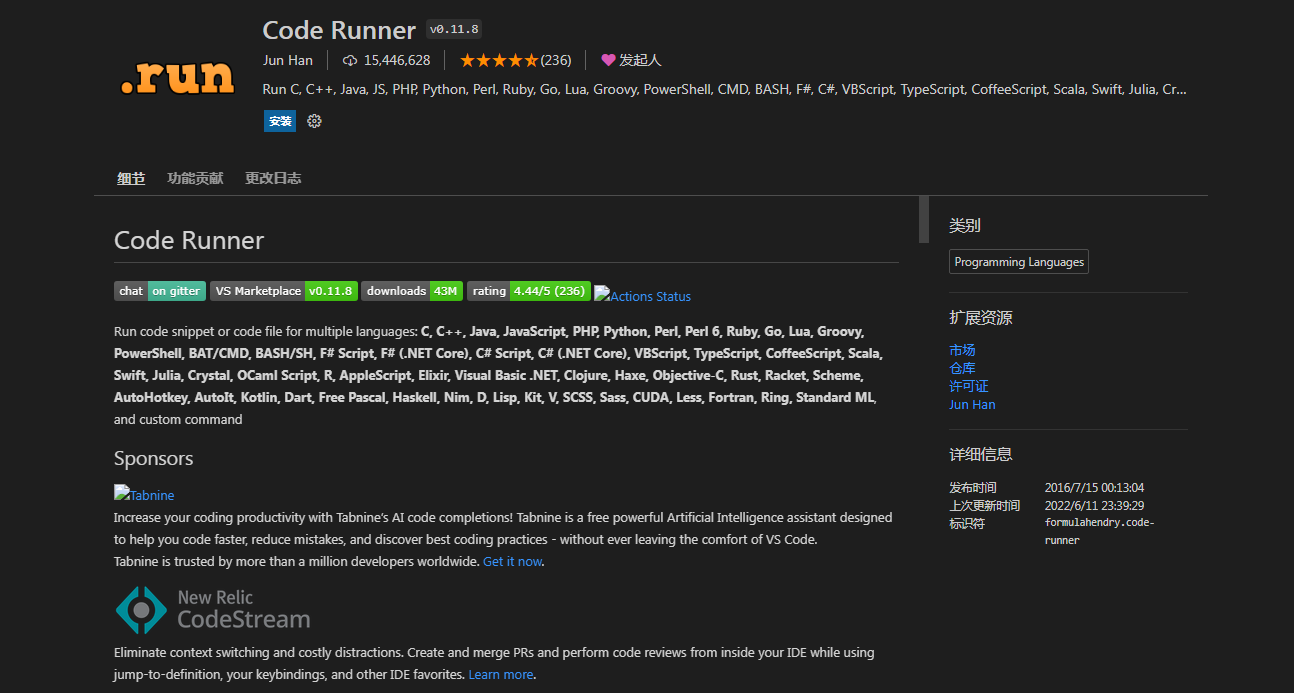 .run
Code Runner v0.11.8
Jun Han 15,446,628 (236) 发起人
Run C, C++, Java, JS, PHP, Python, Perl, Ruby, Go, Lua, Groovy, PowerShell, CMD, BASH, F#, C#, VBScript, TypeScript, CoffeeScript, Scala, Swift, Julia, Cr...
安装
细节 功能贡献 更改日志
Code Runner
chat on gitter VS Marketplace v0.11.8 downloads 43M rating 4.44/5 (236) Actions Status
Run code snippet or code file for multiple languages: C, C++, Java, JavaScript, PHP, Python, Perl, Perl 6, Ruby, Go, Lua, Groovy,
PowerShell, BAT/CMD, BASH/SH, F# Script, F# (.NET Core), C# Script, C# (.NET Core), VBScript, TypeScript, CoffeeScript, Scala,
Swift, Julia, Crystal, OCaml Script, R, AppleScript, Elixir, Visual Basic .NET, Clojure, Haxe, Objective-C, Rust, Racket, Scheme,
AutoHotkey, AutoIt, Kotlin, Dart, Free Pascal, Haskell, Nim, D, Lisp, Kit, V, SCSS, Sass, CUDA, Less, Fortran, Ring, Standard ML,
and custom command
Sponsors
Tabnine
Increase your coding productivity with Tabnine's AI code completions! Tabnine is a free powerful Artificial Intelligence assistant designed
to help you code faster, reduce mistakes, and discover best coding practices - without ever leaving the comfort of VS Code.
Tabnine is trusted by more than a million developers worldwide. Get it now.
New Relic
CodeStream
Eliminate context switching and costly distractions. Create and merge PRs and perform code reviews from inside your IDE while using
jump-to-definition, your keybindings, and other IDE favorites. Learn more.
类别
Programming Languages
扩展资源
市场
仓库
许可证
Jun Han
详细信息
发布时间 2016/7/15 00:13:04
上次更新时间 2022/6/11 23:39:29
标识符 formulahendry.code-
runner